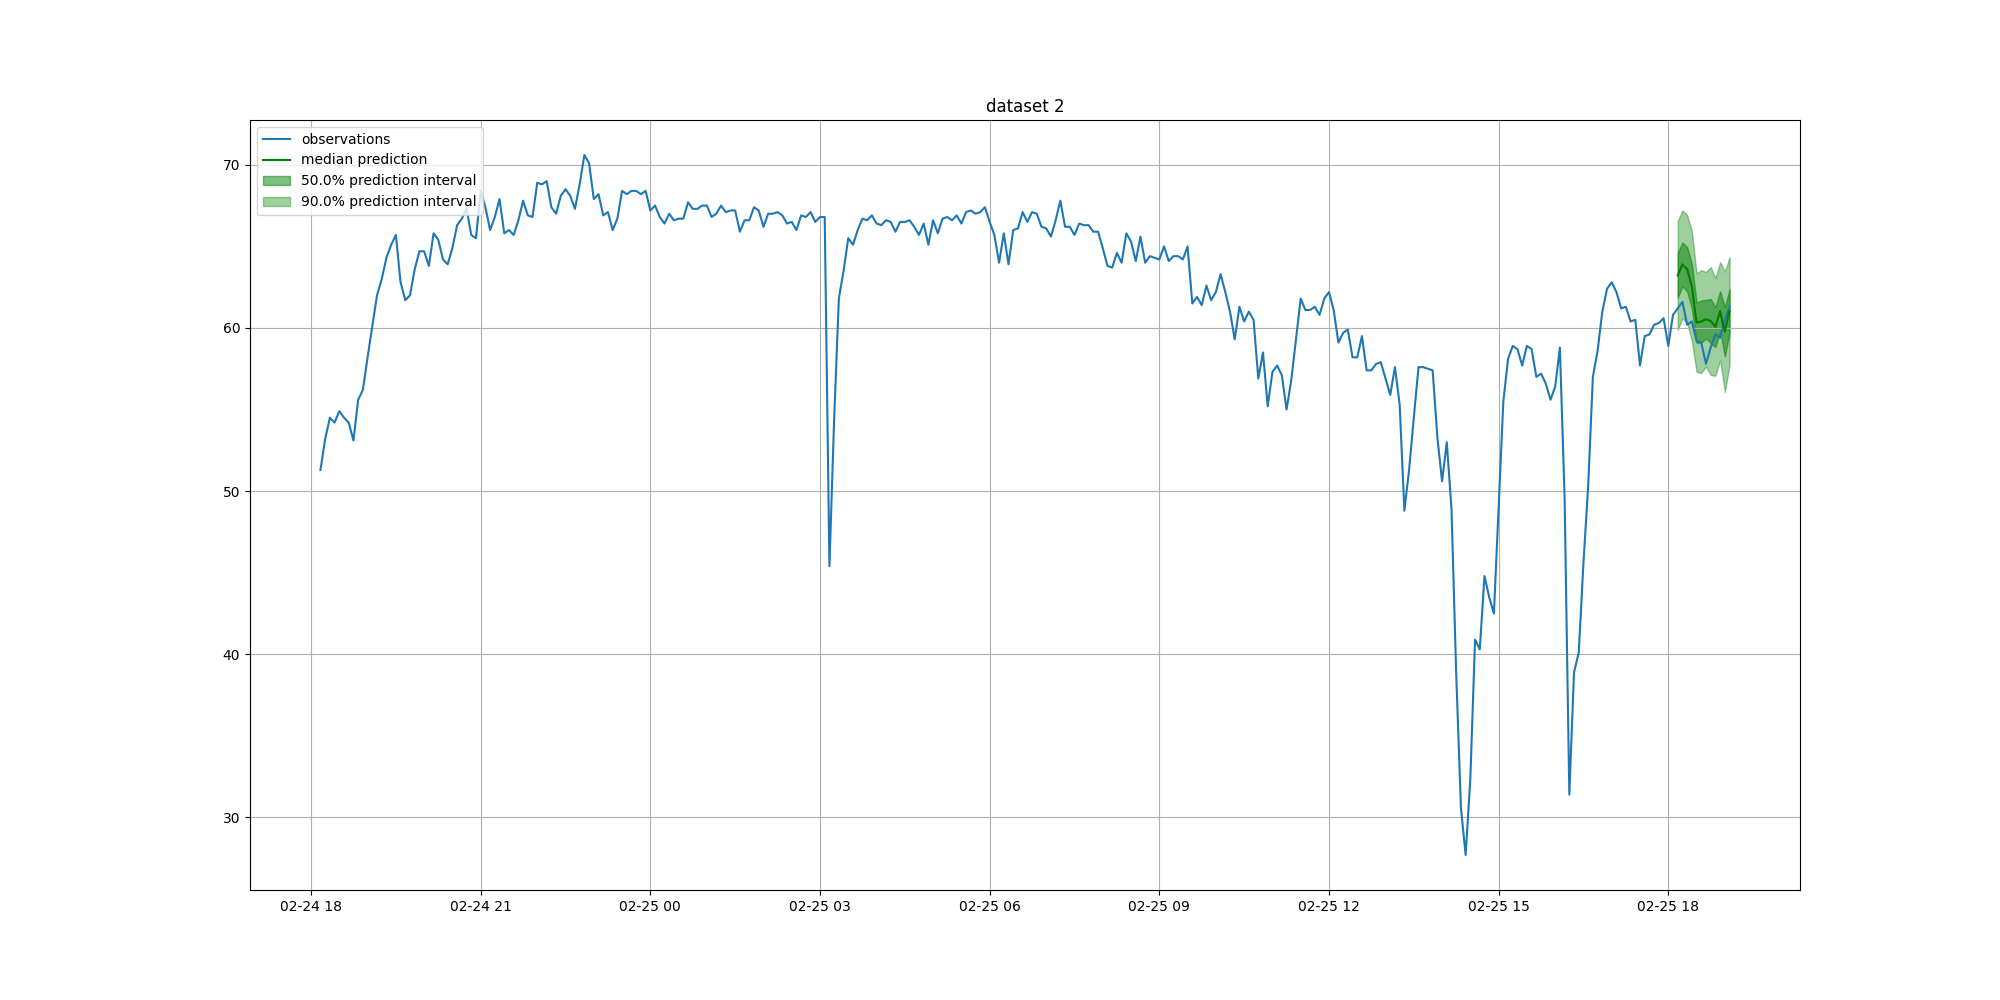 dataset 2
observations
median prediction
50.0% prediction interval
90.0% prediction interval
70
60
50
40
30
02-24 18
02-24 21
02-25 00
02-25 03
02-25 06
02-25 09
02-25 12
02-25 15
02-25 18